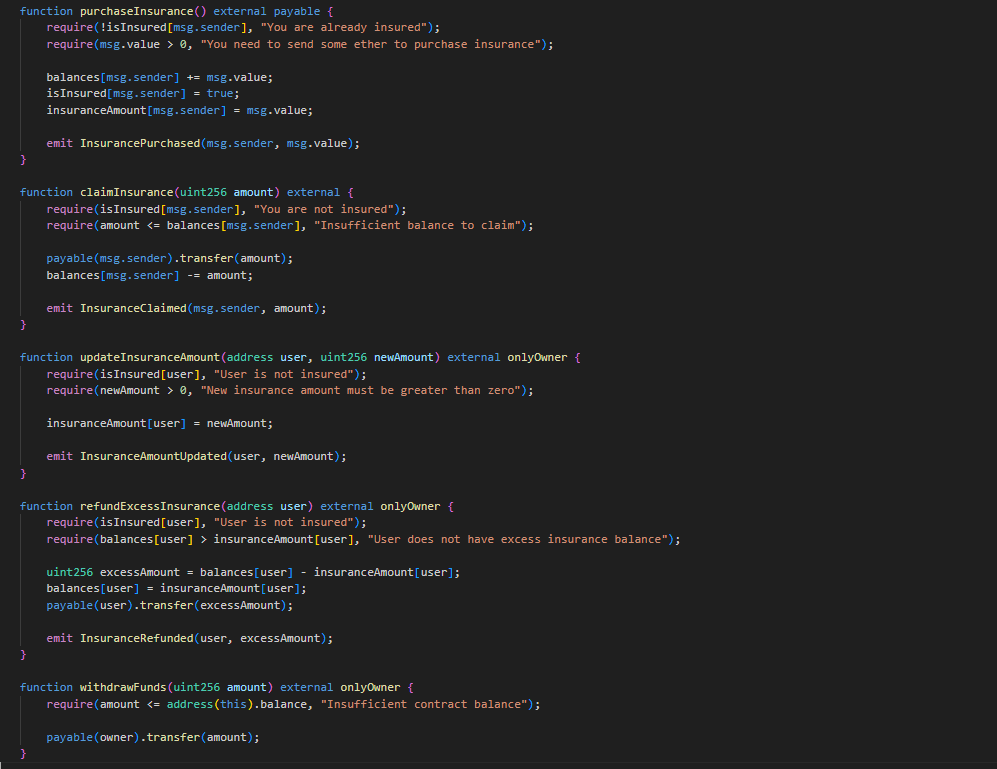 function purchaseInsurance() external payable {
require(!isInsured[msg.sender], "You are already insured");
require(msg.value > 0, "You need to send some ether to purchase insurance");
balances[msg.sender] += msg.value;
isInsured[msg.sender] = true;
insuranceAmount[msg.sender] = msg.value;
emit InsurancePurchased(msg.sender, msg.value);
}
function claimInsurance(uint256 amount) external {
require(isInsured[msg.sender], "You are not insured");
require(amount <= balances[msg.sender], "Insufficient balance to claim");
payable(msg.sender).transfer(amount);
balances[msg.sender] -= amount;
emit InsuranceClaimed(msg.sender, amount);
}
function updateInsuranceAmount(address user, uint256 newAmount) external onlyOwner {
require(isInsured[user], "User is not insured");
require(newAmount > 0, "New insurance amount must be greater than zero");
insuranceAmount[user] = newAmount;
emit InsuranceAmountUpdated(user, newAmount);
}
function refundExcessInsurance(address user) external onlyOwner {
require(isInsured[user], "User is not insured");
require(balances[user] > insuranceAmount[user], "User does not have excess insurance balance");
uint256 excessAmount = balances[user] - insuranceAmount[user];
balances[user] = insuranceAmount[user];
payable(user).transfer(excessAmount);
emit InsuranceRefunded(user, excessAmount);
}
function withdrawFunds(uint256 amount) external onlyOwner {
require(amount <= address(this).balance, "Insufficient contract balance");
payable(owner).transfer(amount);
}